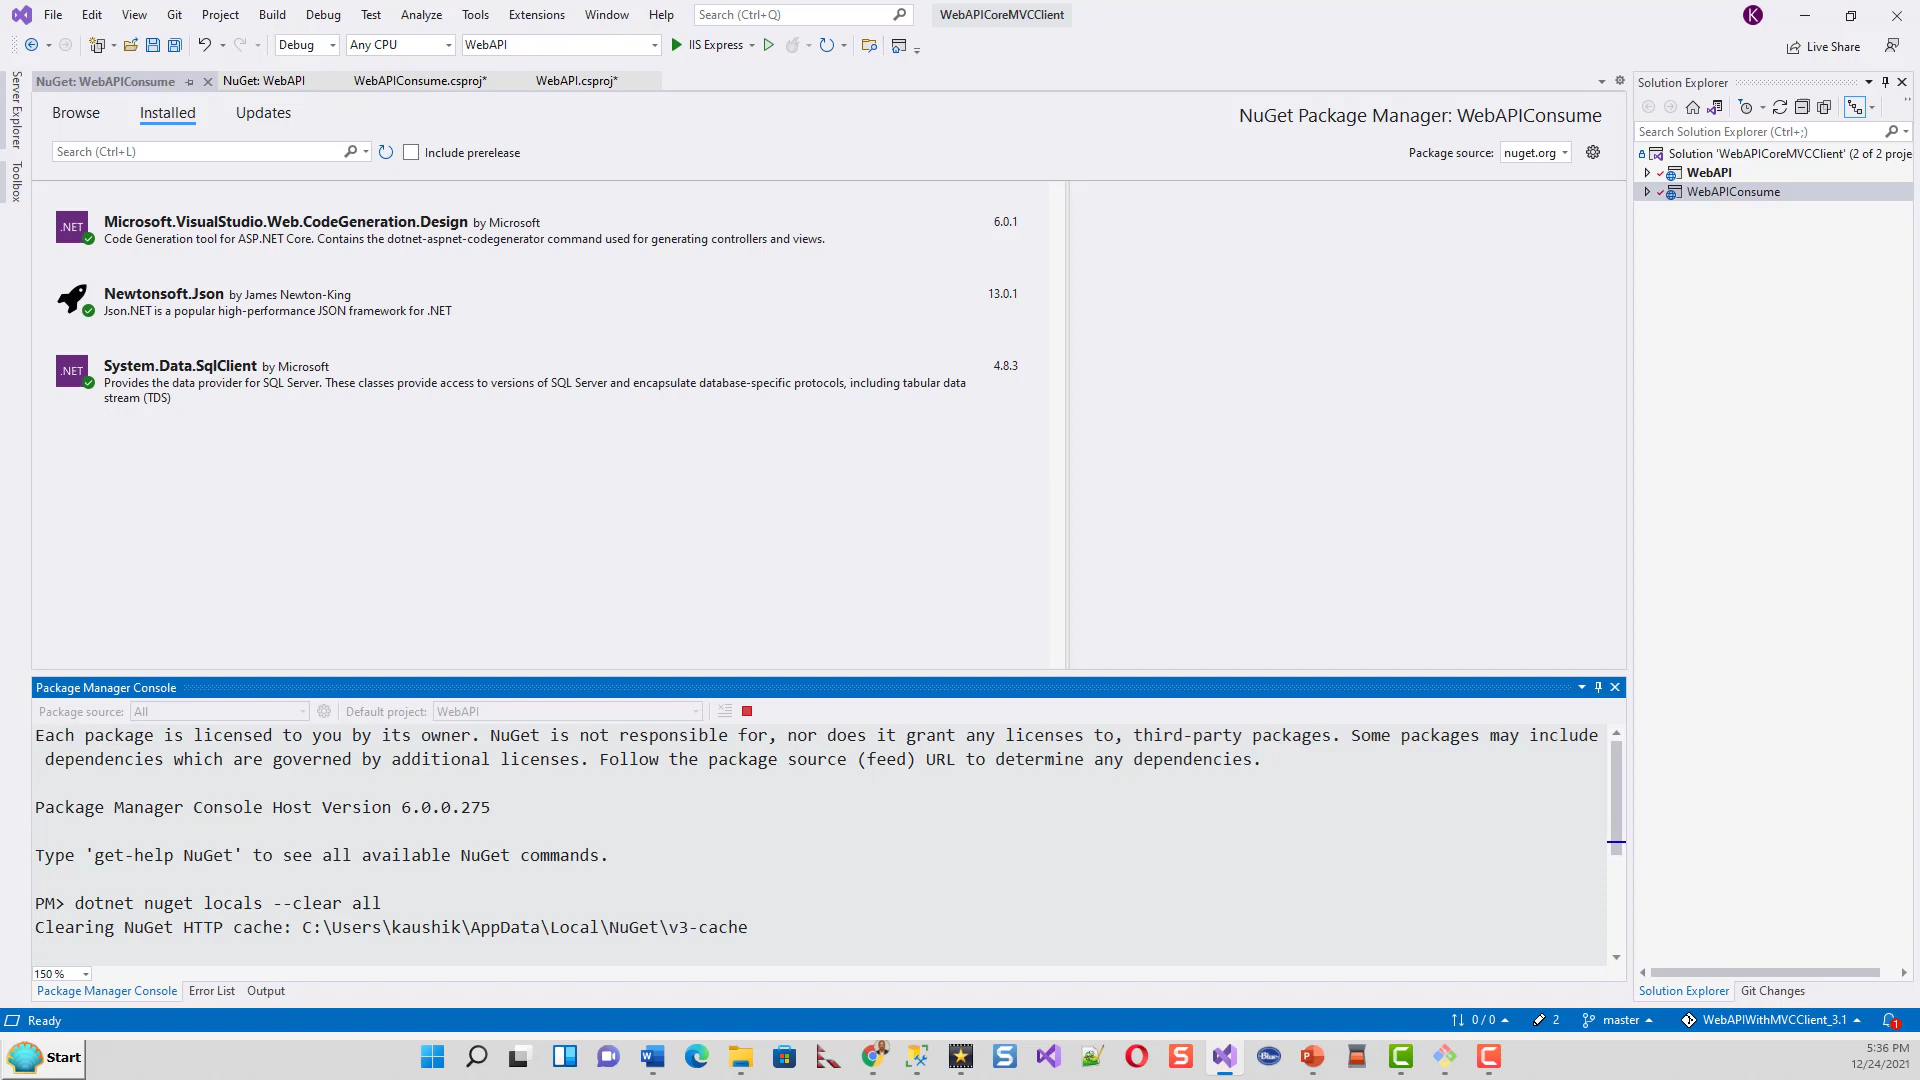 File Edit View Git Project Build Debug Test Analyze Tools Extensions Window Help Search (Ctrl+Q) WebAPICoreMVCClient K
Debug Any CPU WebAPI IIS Express Live Share
Server Explorer
Toolbox
NuGet: WebAPIConsume NuGet: WebAPI WebAPIConsume.csproj* WebAPI.csproj*
Browse Installed Updates
NuGet Package Manager: WebAPIConsume
Search (Ctrl+L) Include prerelease
Package source: nuget.org
.NET
Microsoft.VisualStudio.Web.CodeGeneration.Design by Microsoft 6.0.1
Code Generation tool for ASP.NET Core. Contains the dotnet-aspnet-codegenerator command used for generating controllers and views.
Newtonsoft.Json by James Newton-King 13.0.1
Json.NET is a popular high-performance JSON framework for .NET
.NET
System.Data.SqlClient by Microsoft 4.8.3
Provides the data provider for SQL Server. These classes provide access to versions of SQL Server and encapsulate database-specific protocols, including tabular data
stream (TDS)
Solution Explorer
Search Solution Explorer (Ctrl+;)
Solution 'WebAPICoreMVCClient' (2 of 2 proje
WebAPI
WebAPIConsume
Package Manager Console
Package source: All Default project: WebAPI
Each package is licensed to you by its owner. NuGet is not responsible for, nor does it grant any licenses to, third-party packages. Some packages may include
dependencies which are governed by additional licenses. Follow the package source (feed) URL to determine any dependencies.
Package Manager Console Host Version 6.0.0.275
Type 'get-help NuGet' to see all available NuGet commands.
PM> dotnet nuget locals --clear all
Clearing NuGet HTTP cache: C:\Users\kaushik\AppData\Local\NuGet\v3-cache
150 %
Package Manager Console Error List Output
Solution Explorer Git Changes
Ready 0 / 0 2 master WebAPIWithMVCClient_3.1 1
Start
5:36 PM
12/24/2021